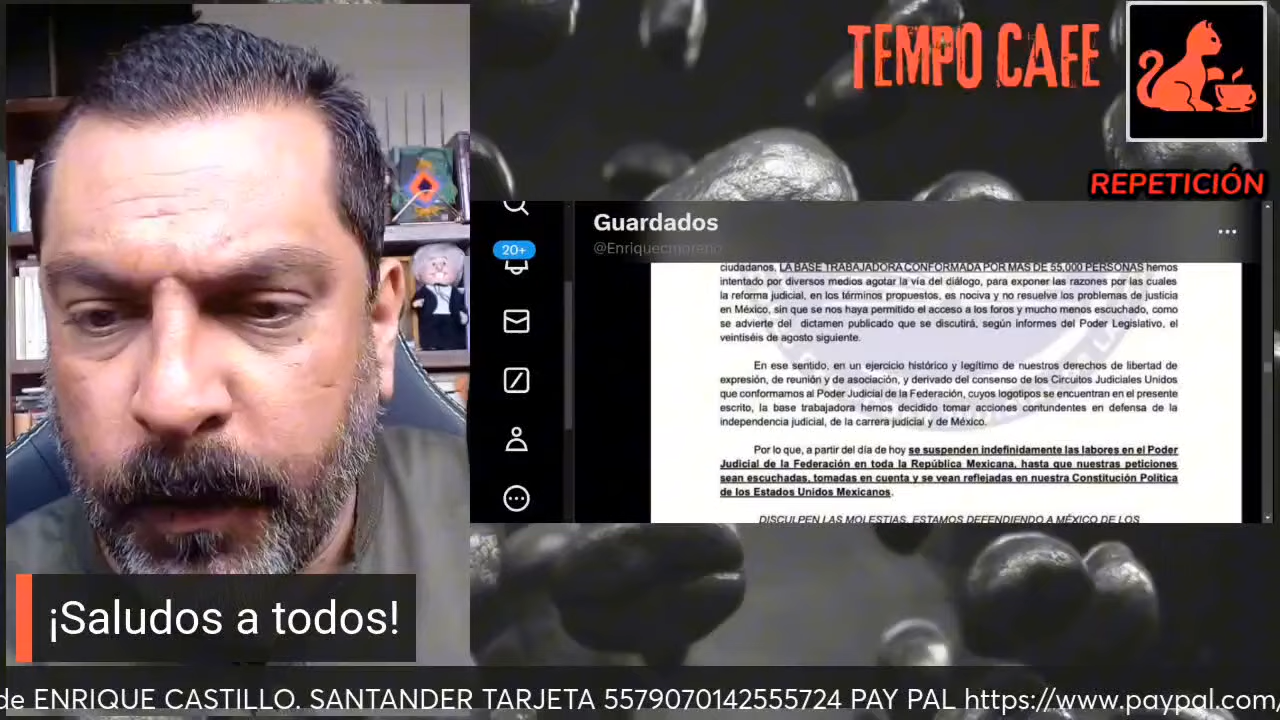 TEMPO CAFE
REPETICIÓN
Guardados
@Enriquecmoreno
20+
ciudadanos. LA BASE TRABAJADORA CONFORMADA POR MÁS DE 55,000 PERSONAS hemos
intentado por diversos medios agotar la vía del diálogo, para exponer las razones por las cuales
la reforma judicial, en los términos propuestos, es nociva y no resuelve los problemas de justicia
en México, sin que se nos haya permitido el acceso a los foros y mucho menos escuchado, como
se advierte del dictamen publicado que se discutirá, según informes del Poder Legislativo, el
veintiséis de agosto siguiente.
En ese sentido, en un ejercicio histórico y legítimo de nuestros derechos de libertad de
expresión, de reunión y de asociación, y derivado del consenso de los Circuitos Judiciales Unidos
que conformamos al Poder Judicial de la Federación, cuyos logotipos se encuentran en el presente
escrito, la base trabajadora hemos decidido tomar acciones contundentes en defensa de la
independencia judicial, de la carrera judicial y de México.
Por lo que, a partir del día de hoy se suspenden indefinidamente las labores en el Poder
Judicial de la Federación en toda la República Mexicana, hasta que nuestras peticiones
sean escuchadas, tomadas en cuenta y se vean reflejadas en nuestra Constitución Política
de los Estados Unidos Mexicanos.
DISCULPEN LAS MOLESTIAS, ESTAMOS DEFENDIENDO A MÉXICO DE LOS
¡Saludos a todos!
de ENRIQUE CASTILLO. SANTANDER TARJETA 5579070142555724 PAY PAL https://www.paypal.com/